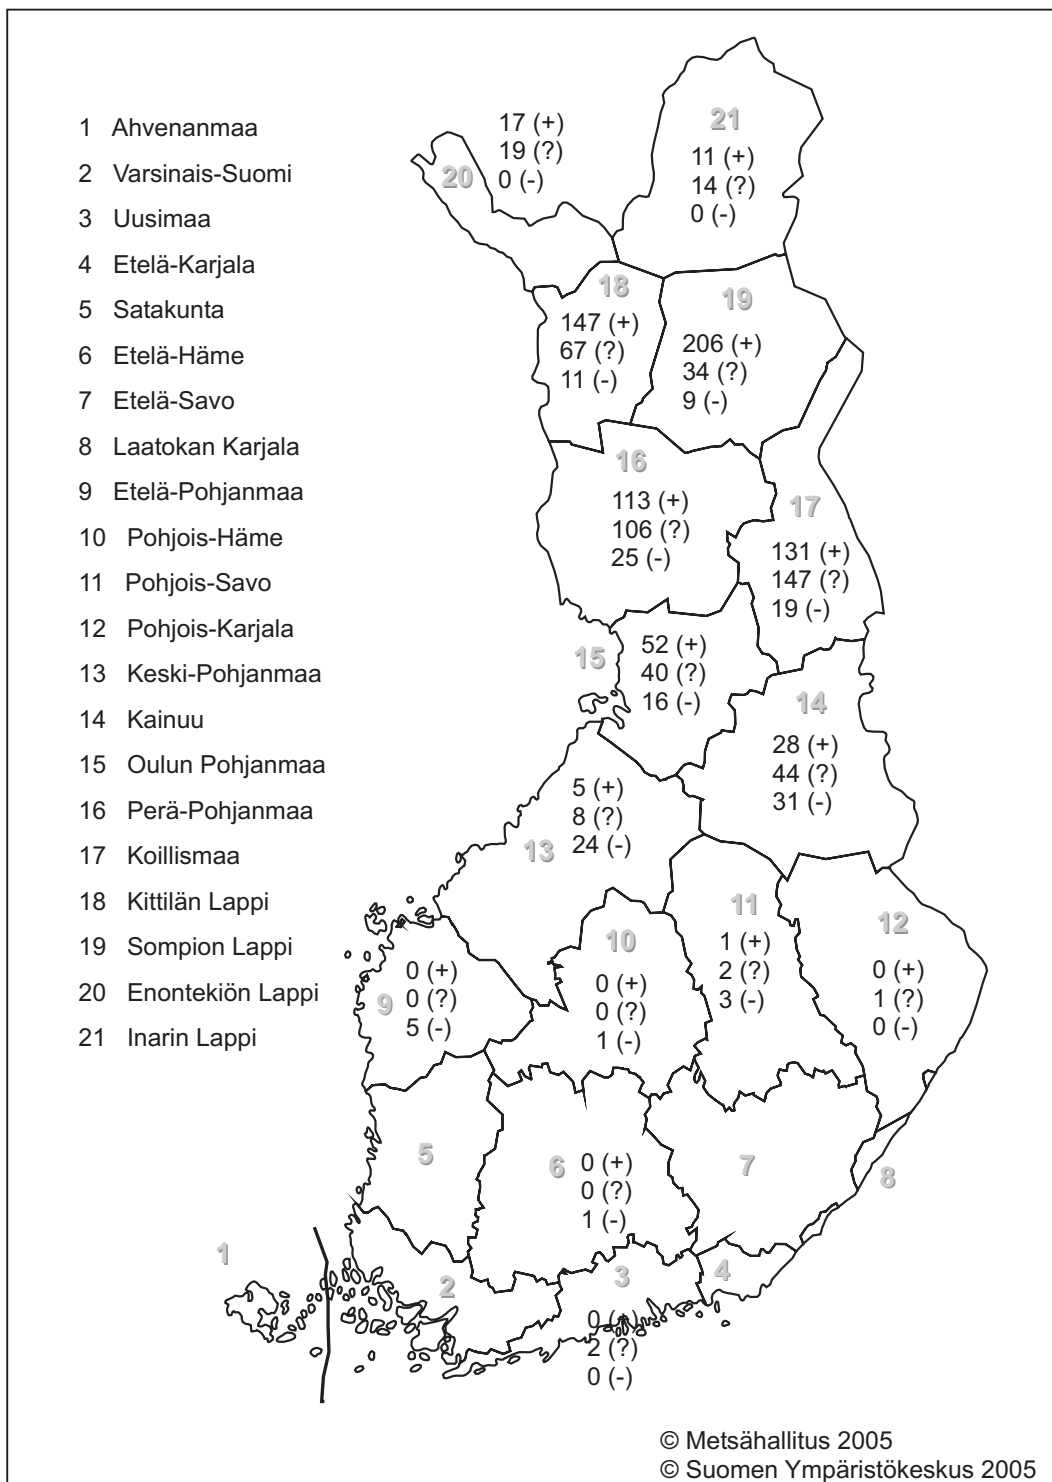 1 Ahvenanmaa
2 Varsinais-Suomi
3 Uusimaa
4 Etelä-Karjala
5 Satakunta
6 Etelä-Häme
7 Etelä-Savo
8 Laatokan Karjala
9 Etelä-Pohjanmaa
10 Pohjois-Häme
11 Pohjois-Savo
12 Pohjois-Karjala
13 Keski-Pohjanmaa
14 Kainuu
15 Oulun Pohjanmaa
16 Perä-Pohjanmaa
17 Koillismaa
18 Kittilän Lappi
19 Sompion Lappi
20 Enontekiön Lappi
21 Inarin Lappi
20
17 (+)
19 (?)
0 (-)
21
11 (+)
14 (?)
0 (-)
18
147 (+)
67 (?)
11 (-)
19
206 (+)
34 (?)
9 (-)
16
113 (+)
106 (?)
25 (-)
17
131 (+)
147 (?)
19 (-)
15
52 (+)
40 (?)
16 (-)
14
28 (+)
44 (?)
31 (-)
13
5 (+)
8 (?)
24 (-)
11
1 (+)
2 (?)
3 (-)
12
0 (+)
1 (?)
0 (-)
10
0 (+)
0 (?)
1 (-)
9
0 (+)
0 (?)
5 (-)
5
6
0 (+)
0 (?)
1 (-)
7
8
1
2
3
0 (+)
2 (?)
0 (-)
4
© Metsähallitus 2005
© Suomen Ympäristökeskus 2005